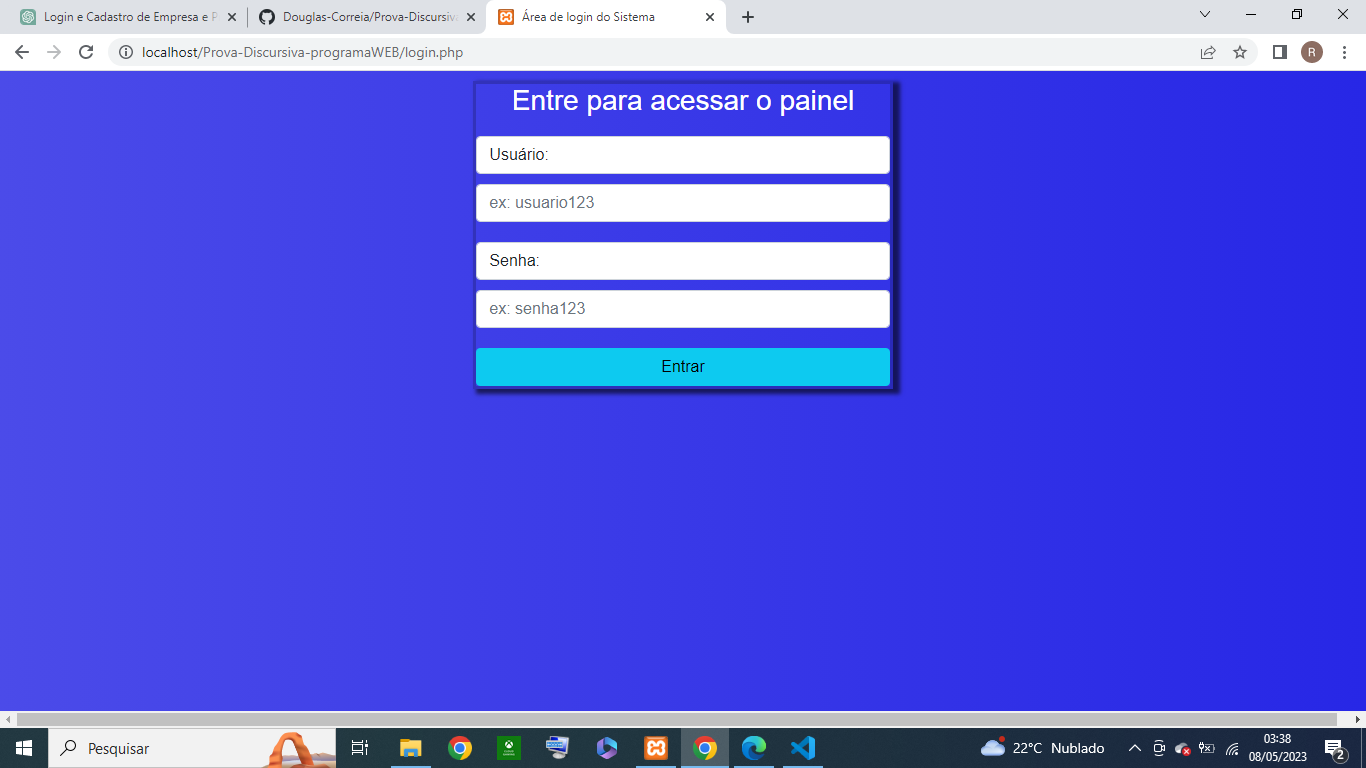 Login e Cadastro de Empresa e P
Douglas-Correia/Prova-Discursiva
Área de login do Sistema
localhost/Prova-Discursiva-programaWEB/login.php
R
Entre para acessar o painel
Usuário:
ex: usuario123
Senha:
ex: senha123
Entrar
Pesquisar
22°C Nublado
03:38
08/05/2023
2